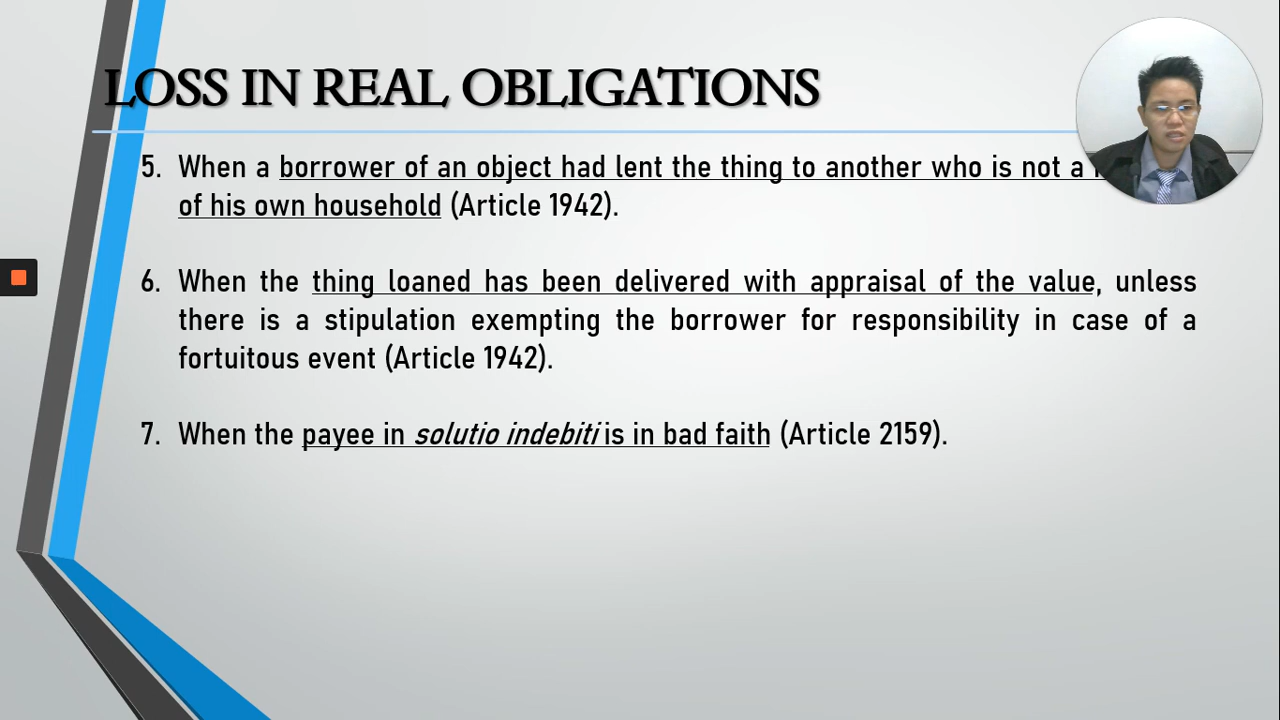 LOSS IN REAL OBLIGATIONS
5. When a borrower of an object had lent the thing to another who is not a
of his own household (Article 1942).
6. When the thing loaned has been delivered with appraisal of the value, unless
there is a stipulation exempting the borrower for responsibility in case of a
fortuitous event (Article 1942).
7. When the payee in solutio indebiti is in bad faith (Article 2159).